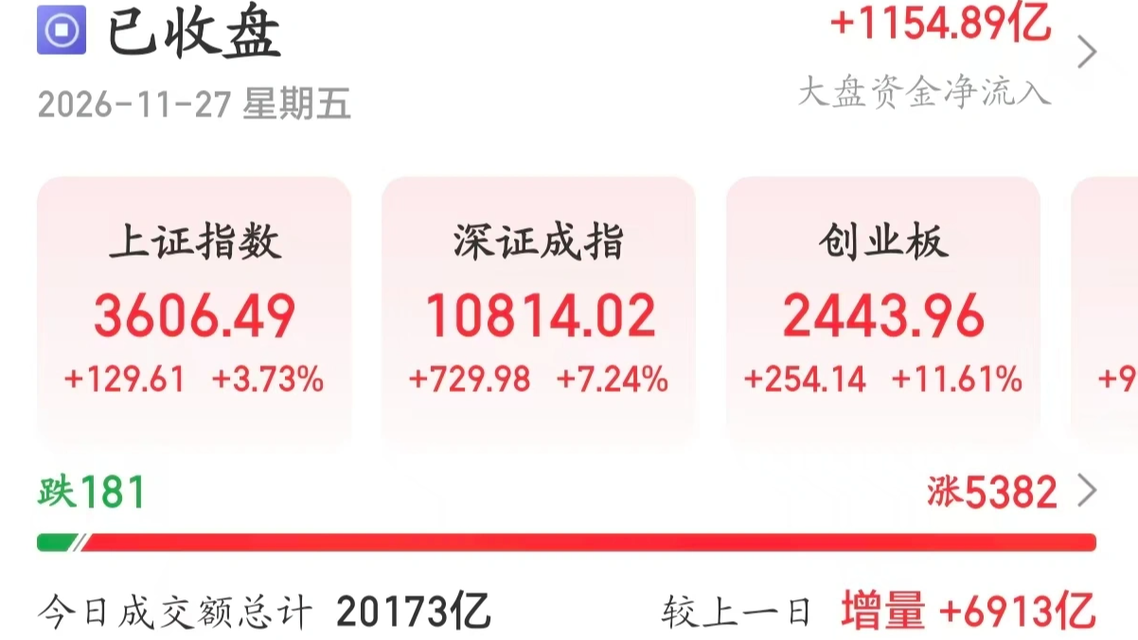 已收盘
+1154.89亿
2026-11-27 星期五
大盘资金净流入
上证指数 深证成指 创业板
3606.49 10814.02 2443.96
+129.61 +3.73% +729.98 +7.24% +254.14 +11.61% +9
跌181 涨5382
今日成交额总计 20173亿 较上一日 增量 +6913亿